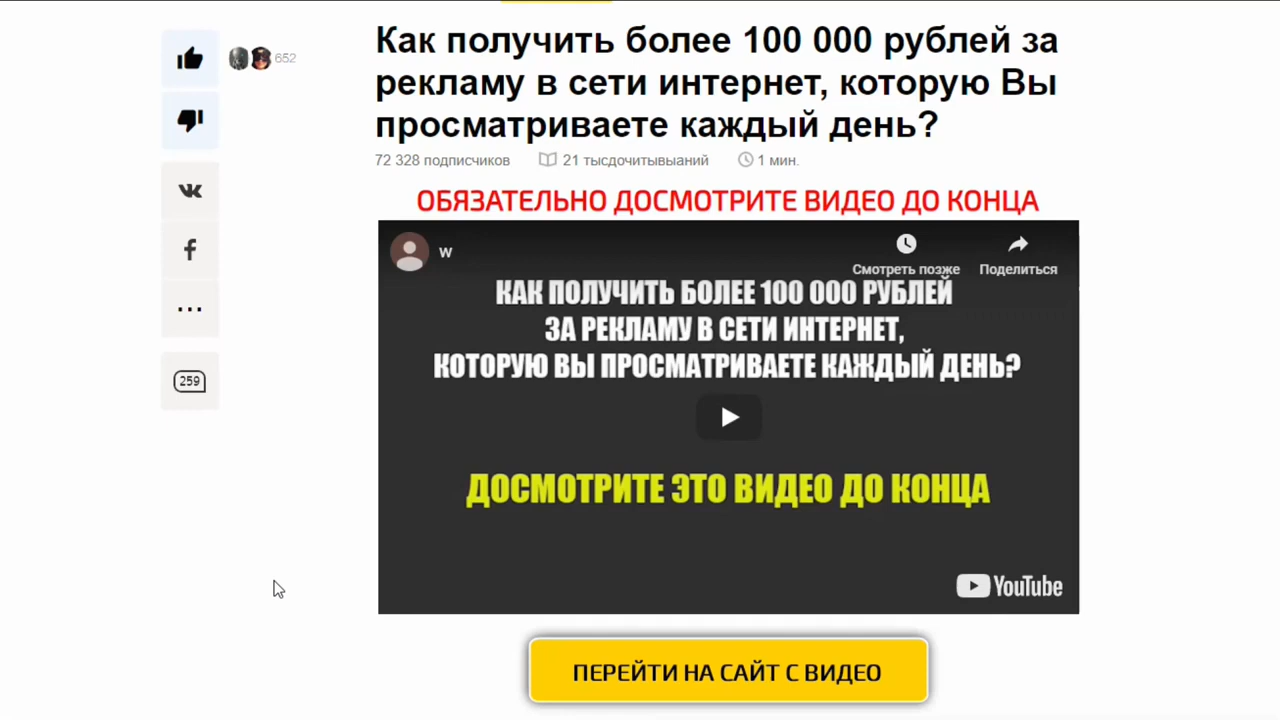 652
Как получить более 100 000 рублей за
рекламу в сети интернет, которую Вы
просматриваете каждый день?
72 328 подписчиков 21 тысдочитывыаний 1 мин.
ОБЯЗАТЕЛЬНО ДОСМОТРИТЕ ВИДЕО ДО КОНЦА
w
Смотреть позже Поделиться
КАК ПОЛУЧИТЬ БОЛЕЕ 100 000 РУБЛЕЙ
ЗА РЕКЛАМУ В СЕТИ ИНТЕРНЕТ,
КОТОРУЮ ВЫ ПРОСМАТРИВАЕТЕ КАЖДЫЙ ДЕНЬ?
259
ДОСМОТРИТЕ ЭТО ВИДЕО ДО КОНЦА
YouTube
ПЕРЕЙТИ НА САЙТ С ВИДЕО